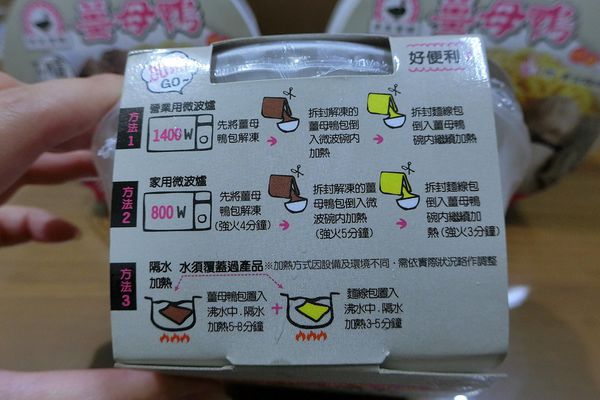 薑母鴨
薑母鴨
GO~
好便利
方法1
營業用微波爐
1400W
先將薑母
鴨包解凍
拆封解凍的
薑母鴨包倒
入微波碗內
加熱
拆封麵線包
倒入薑母鴨
碗內繼續加熱
方法2
家用微波爐
800W
先將薑母
鴨包解凍
(強火4分鐘)
拆封解凍的薑
母鴨包倒入微
波碗內加熱
(強火5分鐘)
拆封麵線包
倒入薑母鴨
碗內繼續加
熱(強火3分鐘)
方法3
隔水
加熱
水須覆蓋過產品
※加熱方式因設備及環境不同,需依實際狀況略作調整
薑母鴨包置入
沸水中.隔水
加熱5-8分鐘
+
麵線包置入
沸水中.隔水
加熱3-5分鐘